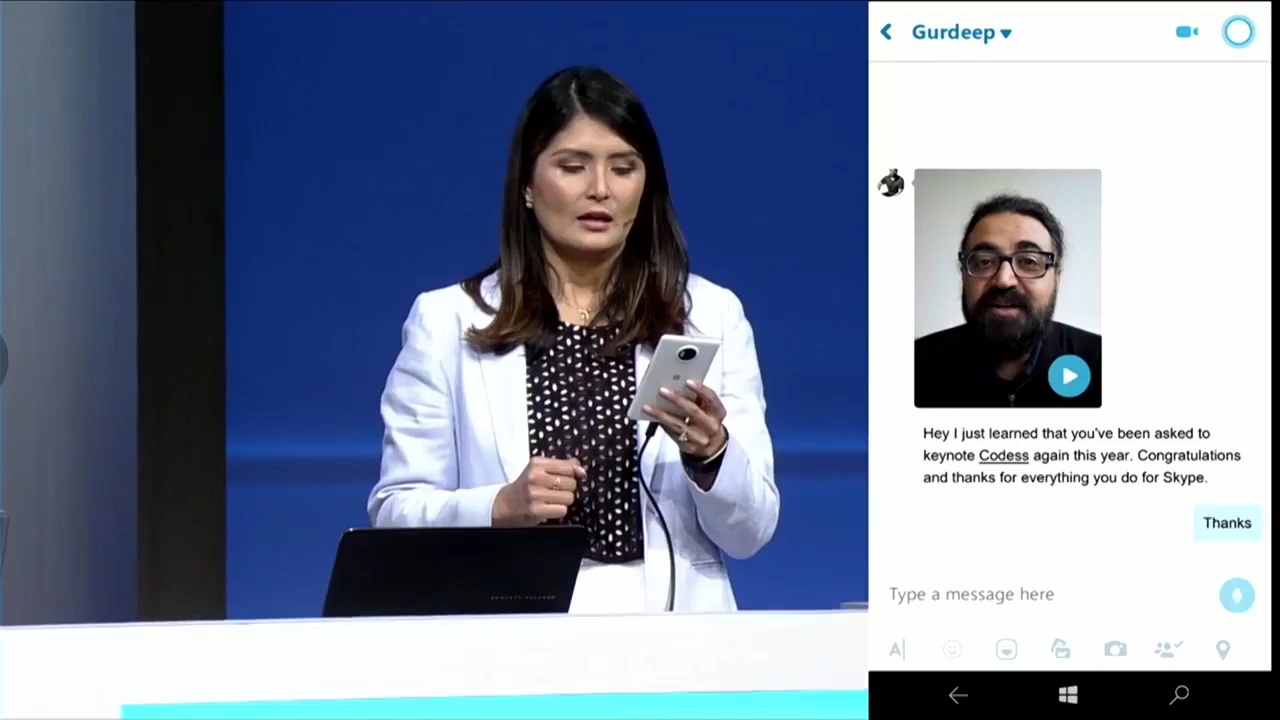 Gurdeep
Hey I just learned that you've been asked to
keynote Codess again this year. Congratulations
and thanks for everything you do for Skype.
Thanks
Type a message here
A